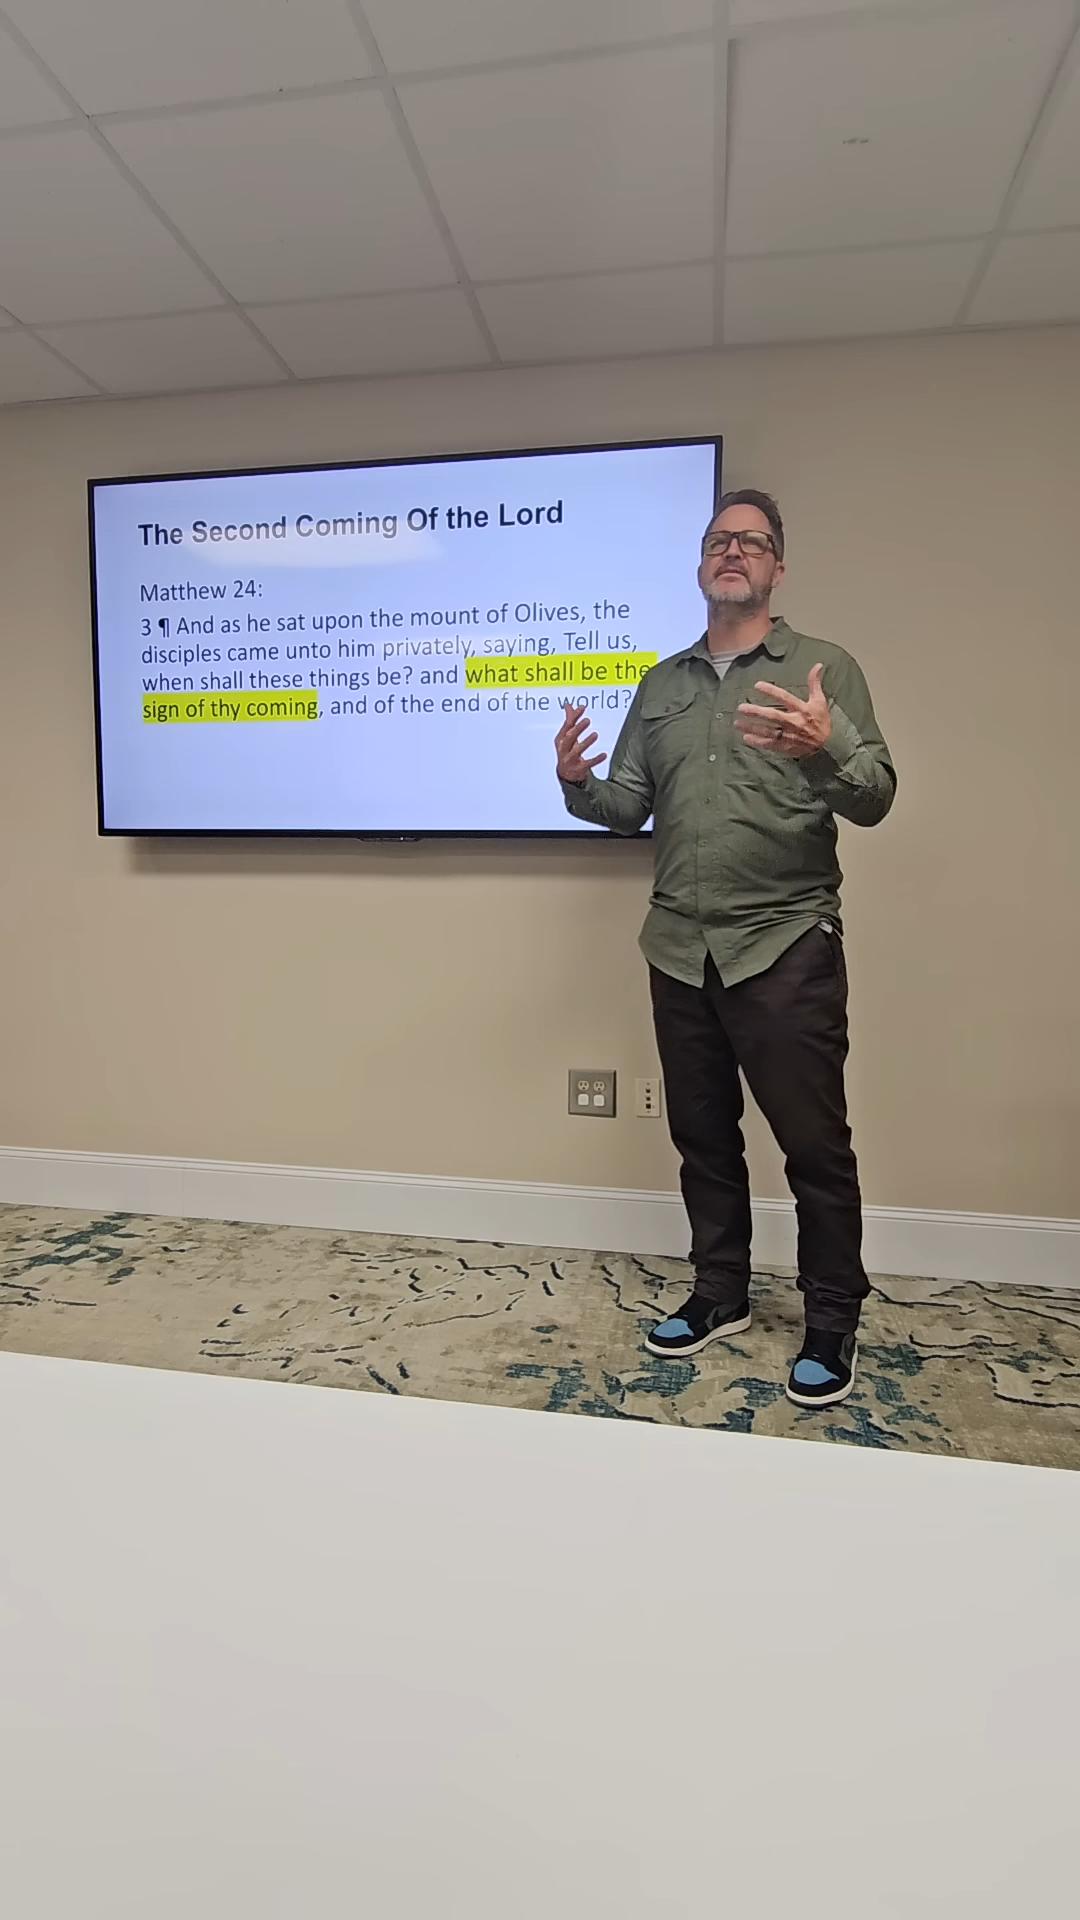 The Second Coming Of the Lord
Matthew 24:
3 ¶ And as he sat upon the mount of Olives, the
disciples came unto him privately, saying, Tell us,
when shall these things be? and what shall be the
sign of thy coming, and of the end of the world?